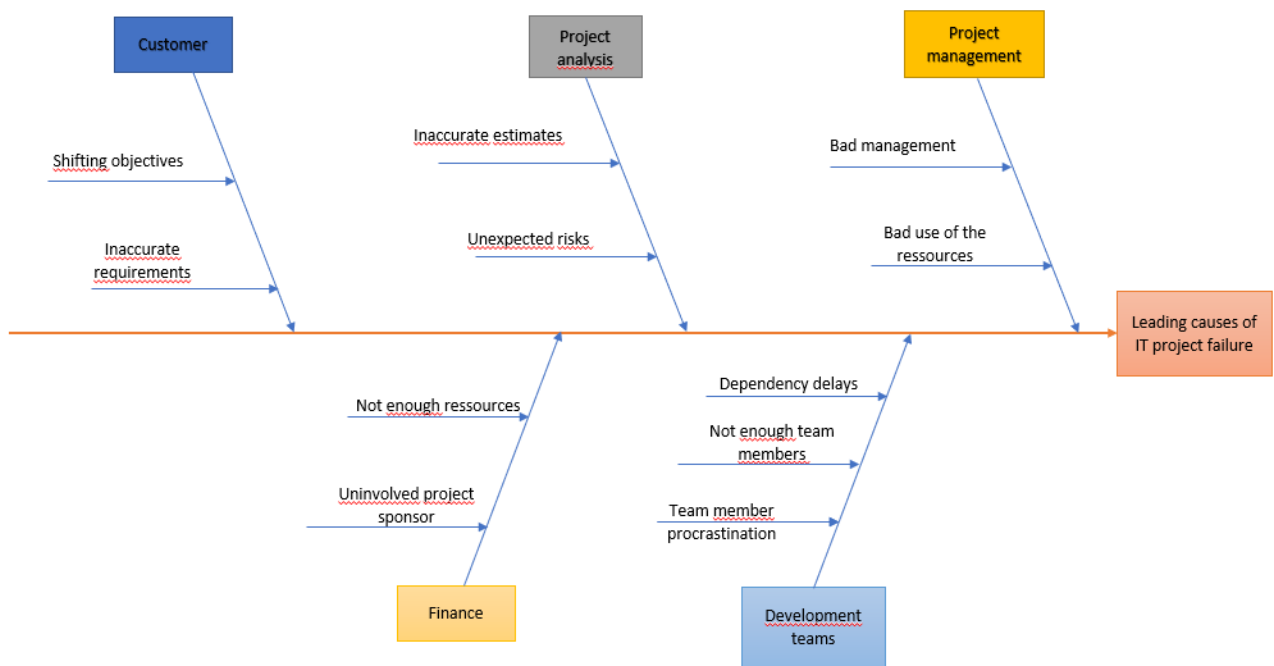 Customer
Project
analysis
Project
management
Shifting objectives
Inaccurate
requirements
Inaccurate estimates
Unexpected risks
Bad management
Bad use of the
ressources
Leading causes of
IT project failure
Not enough ressources
Uninvolved project
sponsor
Dependency delays
Not enough team
members
Team member
procrastination
Finance
Development
teams